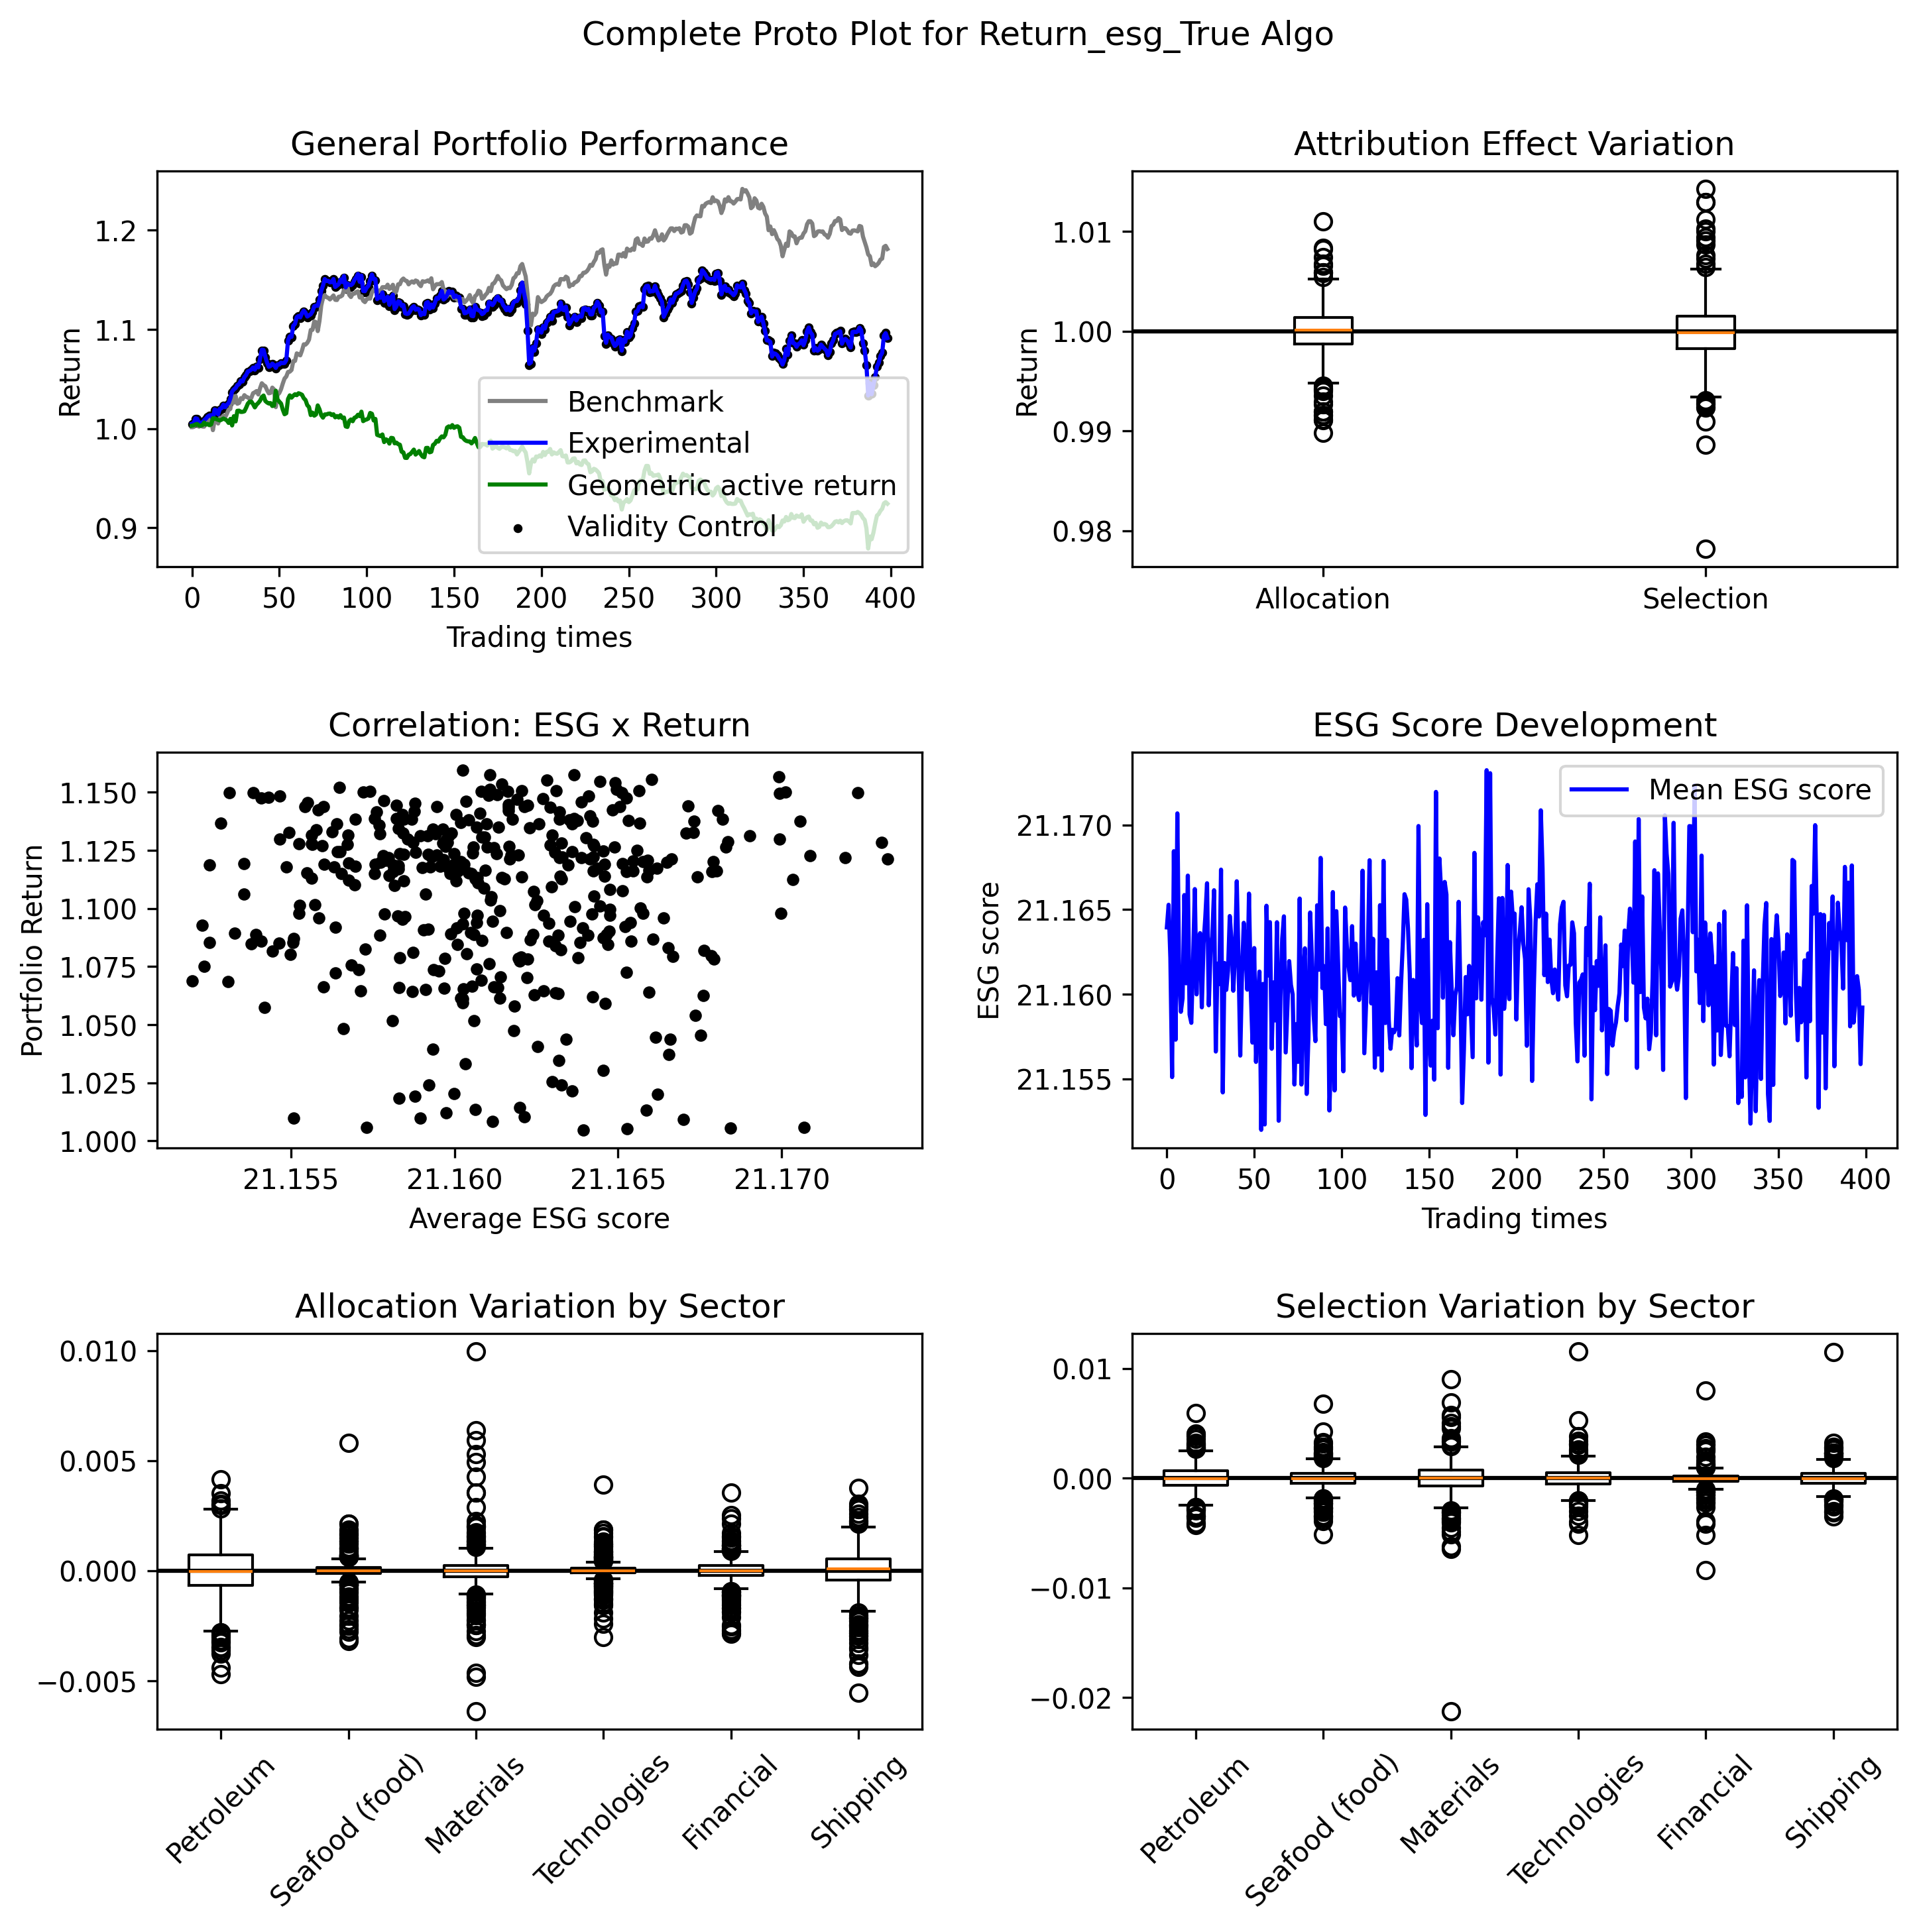 Complete Proto Plot for Return_esg_True Algo
General Portfolio Performance
Return
1.2
1.1
1.0
0.9
Benchmark
Experimental
Geometric active return
Validity Control
0 50 100 150 200 250 300 350 400
Trading times
Attribution Effect Variation
Return
1.01
1.00
0.99
0.98
Allocation Selection
Correlation: ESG x Return
Portfolio Return
1.150
1.125
1.100
1.075
1.050
1.025
1.000
21.155 21.160 21.165 21.170
Average ESG score
ESG Score Development
ESG score
Mean ESG score
21.170
21.165
21.160
21.155
0 50 100 150 200 250 300 350 400
Trading times
Allocation Variation by Sector
0.010
0.005
0.000
−0.005
Petroleum
Seafood (food)
Materials
Technologies
Financial
Shipping
Selection Variation by Sector
0.01
0.00
−0.01
−0.02
Petroleum
Seafood (food)
Materials
Technologies
Financial
Shipping